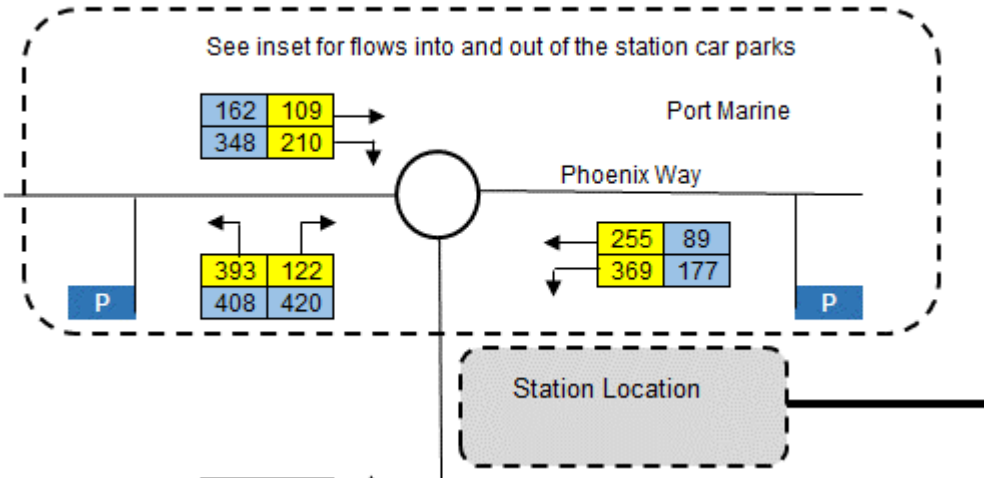 See inset for flows into and out of the station car parks
162 109
348 210
Port Marine
Phoenix Way
255 89
369 177
393 122
408 420
P
P
Station Location